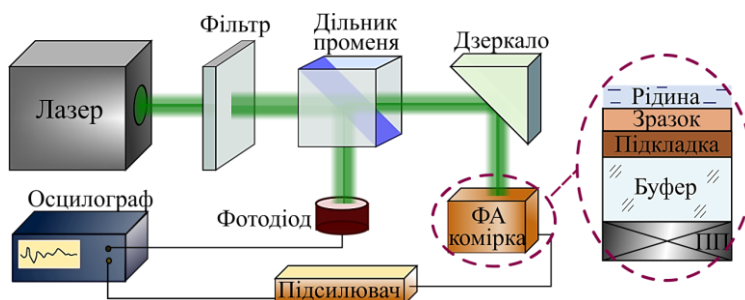 Лазер
Фільтр
Дільник
променя
Дзеркало
Рідина
Зразок
Підкладка
Буфер
ПП
Осцилограф
Фотодіод
ФА
комірка
Підсилювач